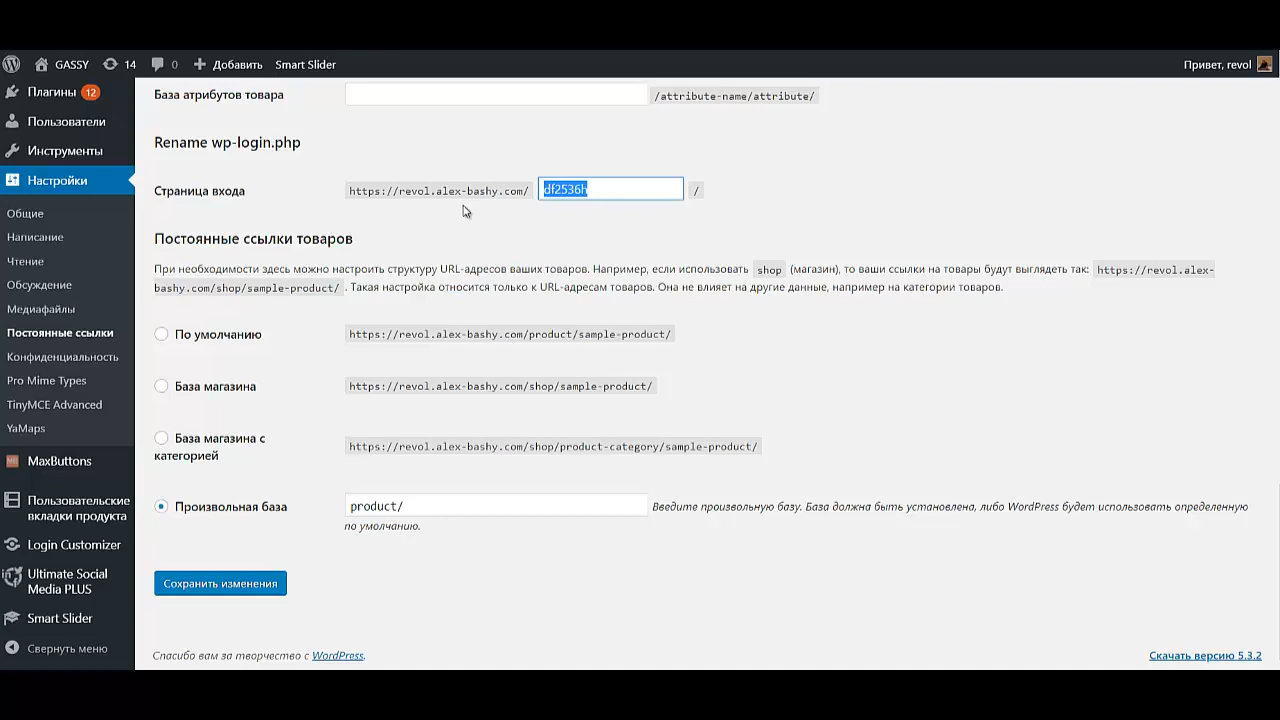 GASSY 14 0 Добавить Smart Slider Привет, revol
Плагины 12
Пользователи
Инструменты
Настройки
Общие
Написание
Чтение
Обсуждение
Медиафайлы
Постоянные ссылки
Конфиденциальность
Pro Mime Types
TinyMCE Advanced
YaMaps
MaxButtons
Пользовательские
вкладки продукта
Login Customizer
Ultimate Social
Media PLUS
Smart Slider
Свернуть меню
База атрибутов товара /attribute-name/attribute/
Rename wp-login.php
Страница входа https://revol.alex-bashy.com/ df2536h /
Постоянные ссылки товаров
При необходимости здесь можно настроить структуру URL-адресов ваших товаров. Например, если использовать shop (магазин), то ваши ссылки на товары будут выглядеть так: https://revol.alex-
bashy.com/shop/sample-product/ . Такая настройка относится только к URL-адресам товаров. Она не влияет на другие данные, например на категории товаров.
По умолчанию https://revol.alex-bashy.com/product/sample-product/
База магазина https://revol.alex-bashy.com/shop/sample-product/
База магазина с
категорией https://revol.alex-bashy.com/shop/product-category/sample-product/
Произвольная база product/ Введите произвольную базу. База должна быть установлена, либо WordPress будет использовать определенную
по умолчанию.
Сохранить изменения
Спасибо вам за творчество с WordPress. Скачать версию 5.3.2